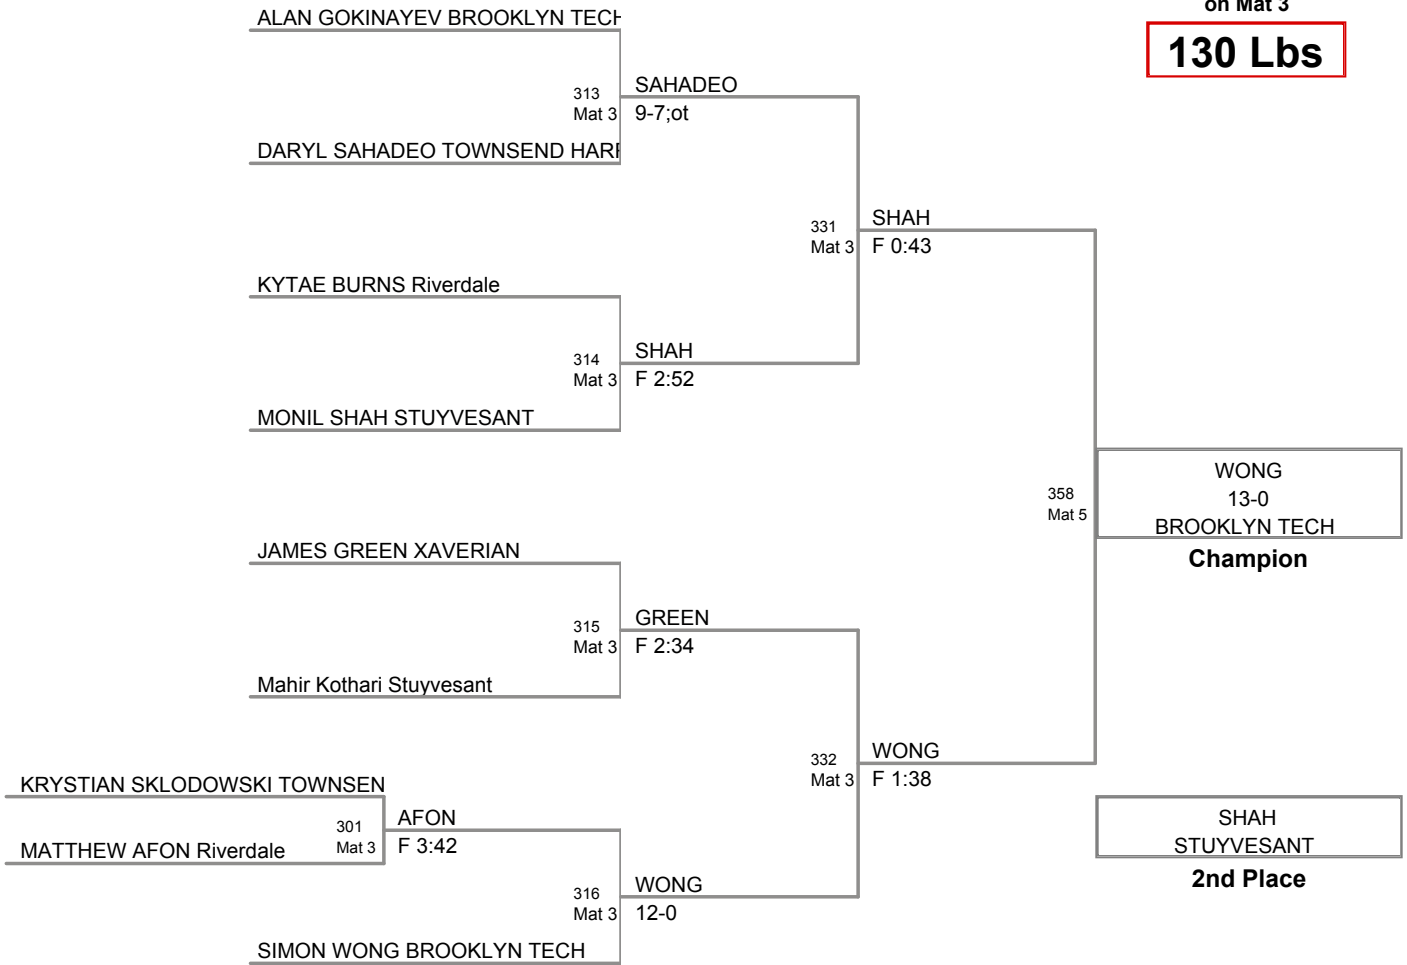 on Mat 3
130 Lbs
ALAN GOKINAYEV BROOKLYN TECH
313
Mat 3
SAHADEO
9-7;ot
DARYL SAHADEO TOWNSEND HARR
331
Mat 3
SHAH
F 0:43
KYTAE BURNS Riverdale
314
Mat 3
SHAH
F 2:52
MONIL SHAH STUYVESANT
358
Mat 5
WONG
13-0
BROOKLYN TECH
Champion
JAMES GREEN XAVERIAN
315
Mat 3
GREEN
F 2:34
Mahir Kothari Stuyvesant
332
Mat 3
WONG
F 1:38
KRYSTIAN SKLODOWSKI TOWNSEN
301
Mat 3
AFON
F 3:42
MATTHEW AFON Riverdale
316
Mat 3
WONG
12-0
SIMON WONG BROOKLYN TECH
SHAH
STUYVESANT
2nd Place